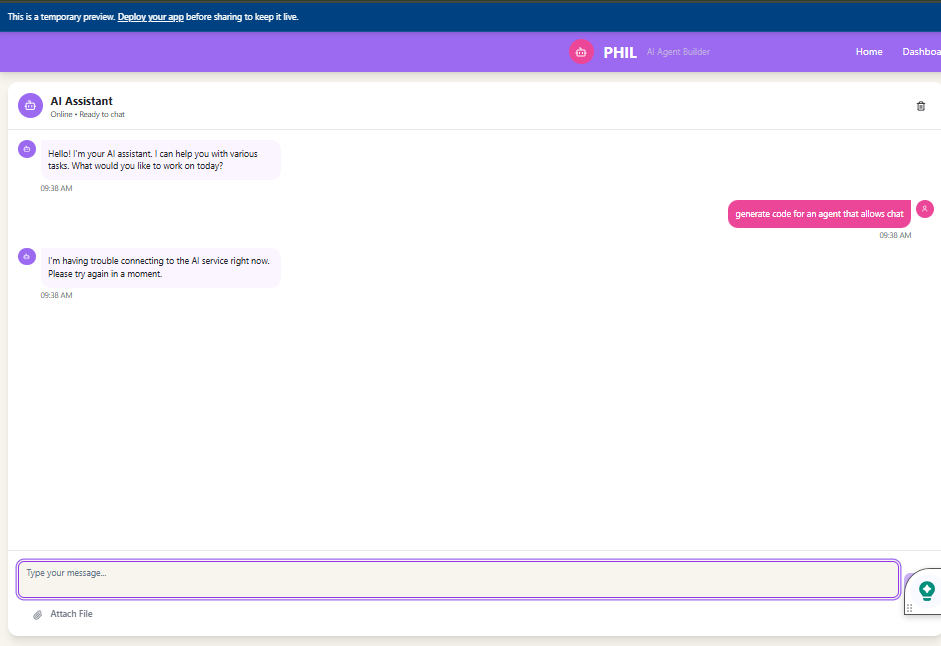 This is a temporary preview. Deploy your app before sharing to keep it live.
PHIL AI Agent Builder Home Dashboa
AI Assistant
Online • Ready to chat
Hello! I'm your AI assistant. I can help you with various
tasks. What would you like to work on today?
09:38 AM
generate code for an agent that allows chat
09:38 AM
I'm having trouble connecting to the AI service right now.
Please try again in a moment.
09:38 AM
Type your message...
Attach File